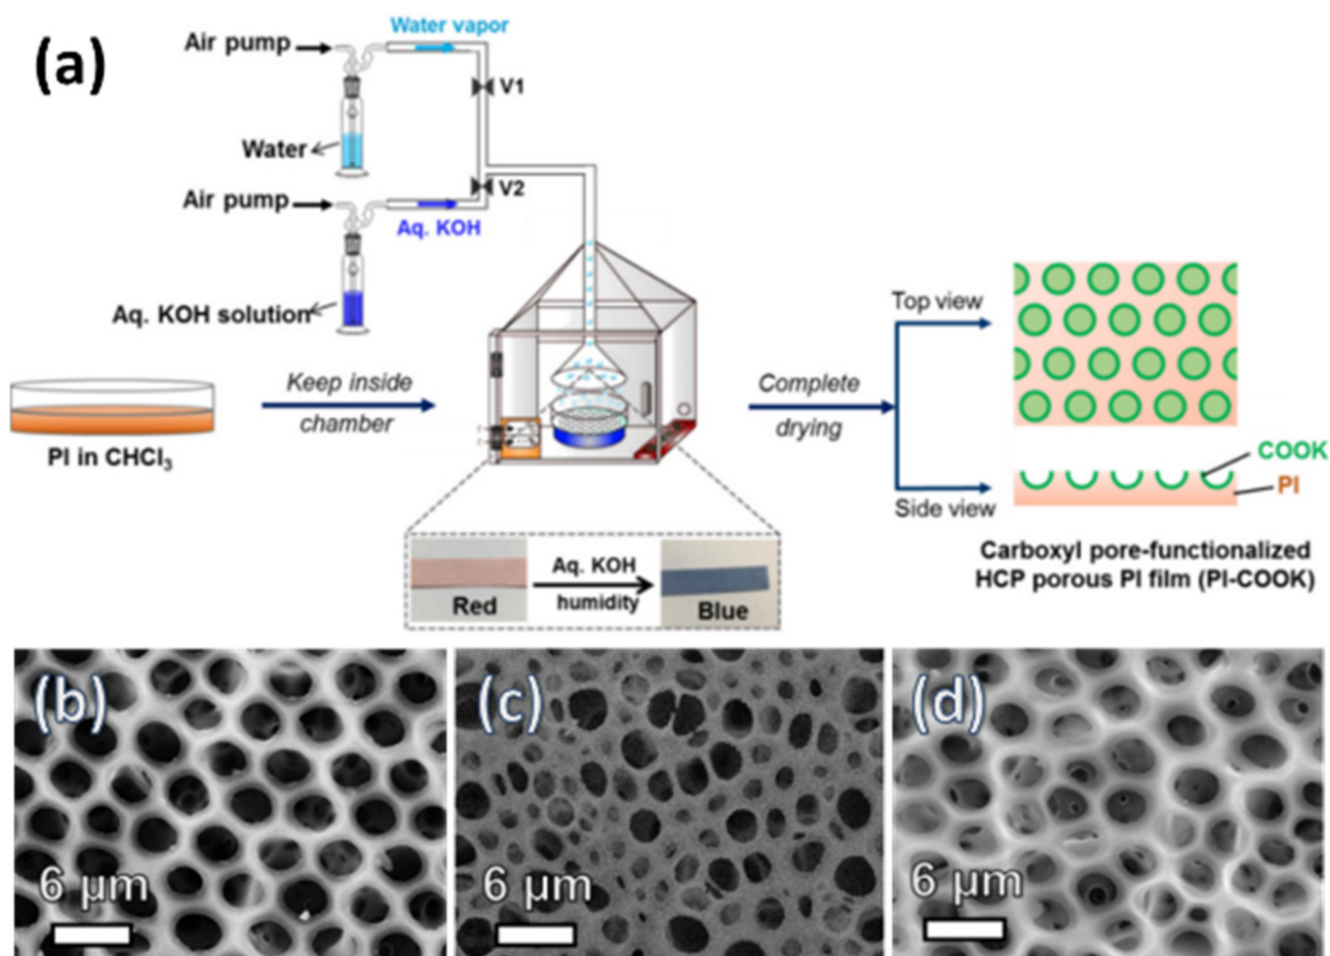 (a)
Air pump
Water vapor
V1
Water
Air pump
V2
Aq. KOH
Aq. KOH solution
PI in CHCl₃
Keep inside
chamber
Complete
drying
Top view
Side view
COOK
PI
Carboxyl pore-functionalized
HCP porous PI film (PI-COOK)
Red
Aq. KOH
humidity
Blue
(b)
6 μm
(c)
6 μm
(d)
6 μm